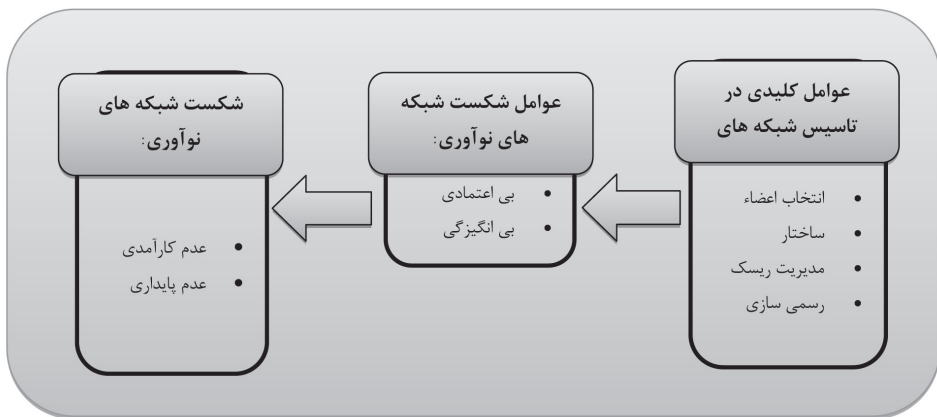 عوامل کلیدی در
تاسیس شبکه های
• انتخاب اعضاء
• ساختار
• مدیریت ریسک
• رسمی سازی
عوامل شکست شبکه
های نوآوری:
• بی اعتمادی
• بی انگیزگی
شکست شبکه های
نوآوری:
• عدم کارآمدی
• عدم پایداری